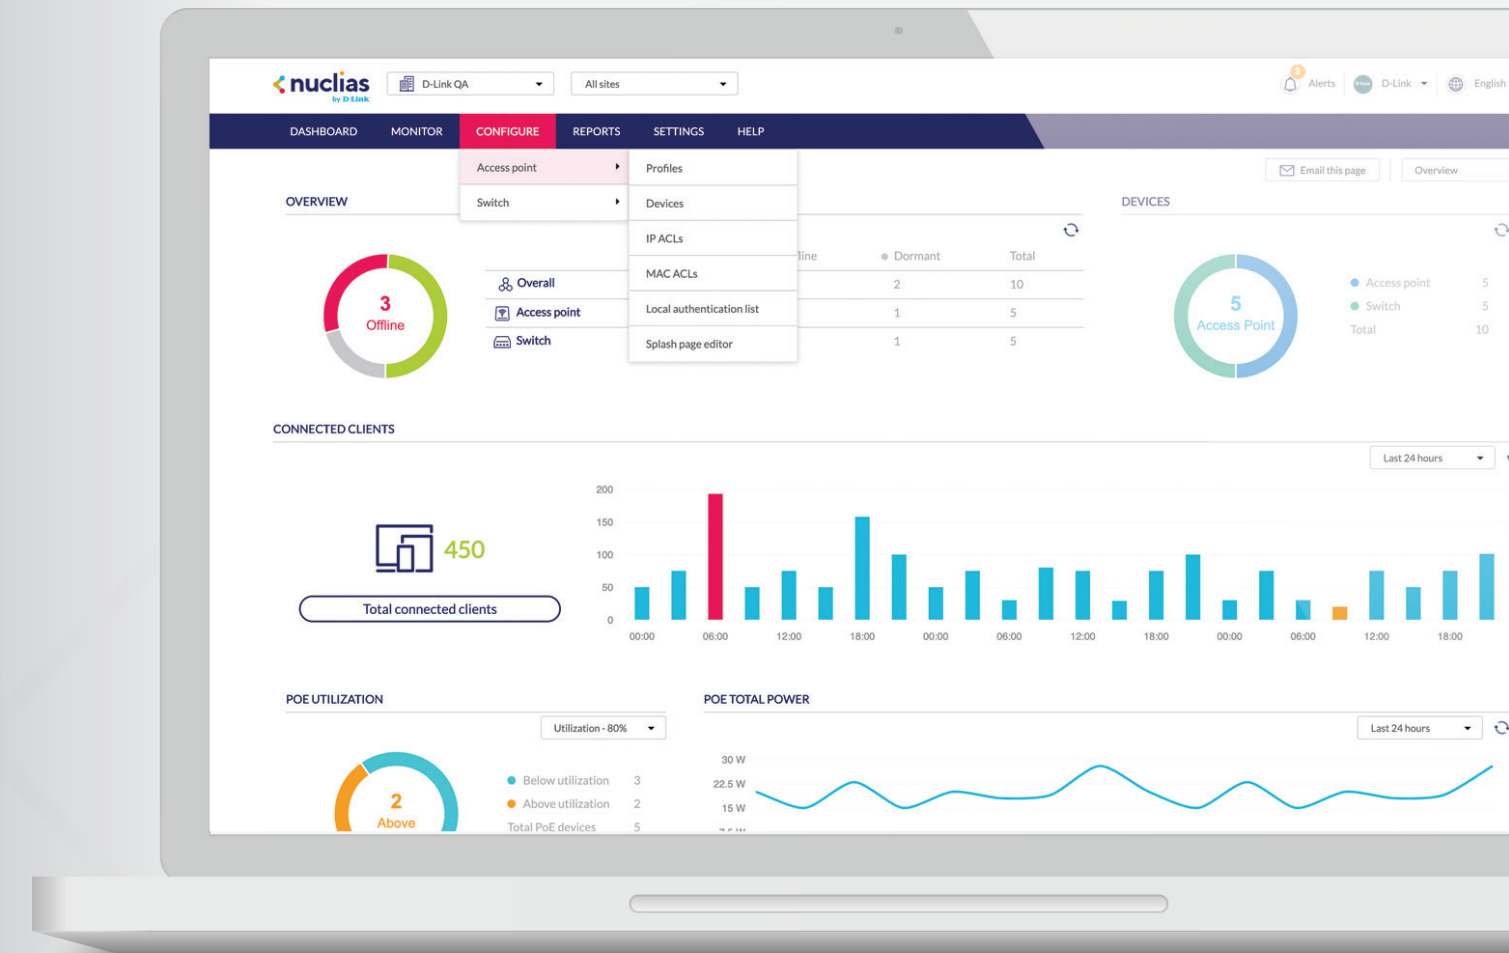 nuclias
by D-Link
D-Link QA
All sites
3
Alerts
D-Link
English
DASHBOARD
MONITOR
CONFIGURE
REPORTS
SETTINGS
HELP
Access point
Switch
Profiles
Devices
IP ACLs
MAC ACLs
Local authentication list
Splash page editor
Email this page
Overview
OVERVIEW
3
Offline
Dormant
Total
Overall
2
10
Access point
1
5
Switch
1
5
DEVICES
5
Access Point
Access point
5
Switch
5
Total
10
CONNECTED CLIENTS
Last 24 hours
450
Total connected clients
200
150
100
50
0
00:00
06:00
12:00
18:00
00:00
06:00
12:00
18:00
00:00
06:00
12:00
18:00
POE UTILIZATION
Utilization - 80%
2
Above
Below utilization
3
Above utilization
2
Total PoE devices
5
POE TOTAL POWER
Last 24 hours
30 W
22.5 W
15 W